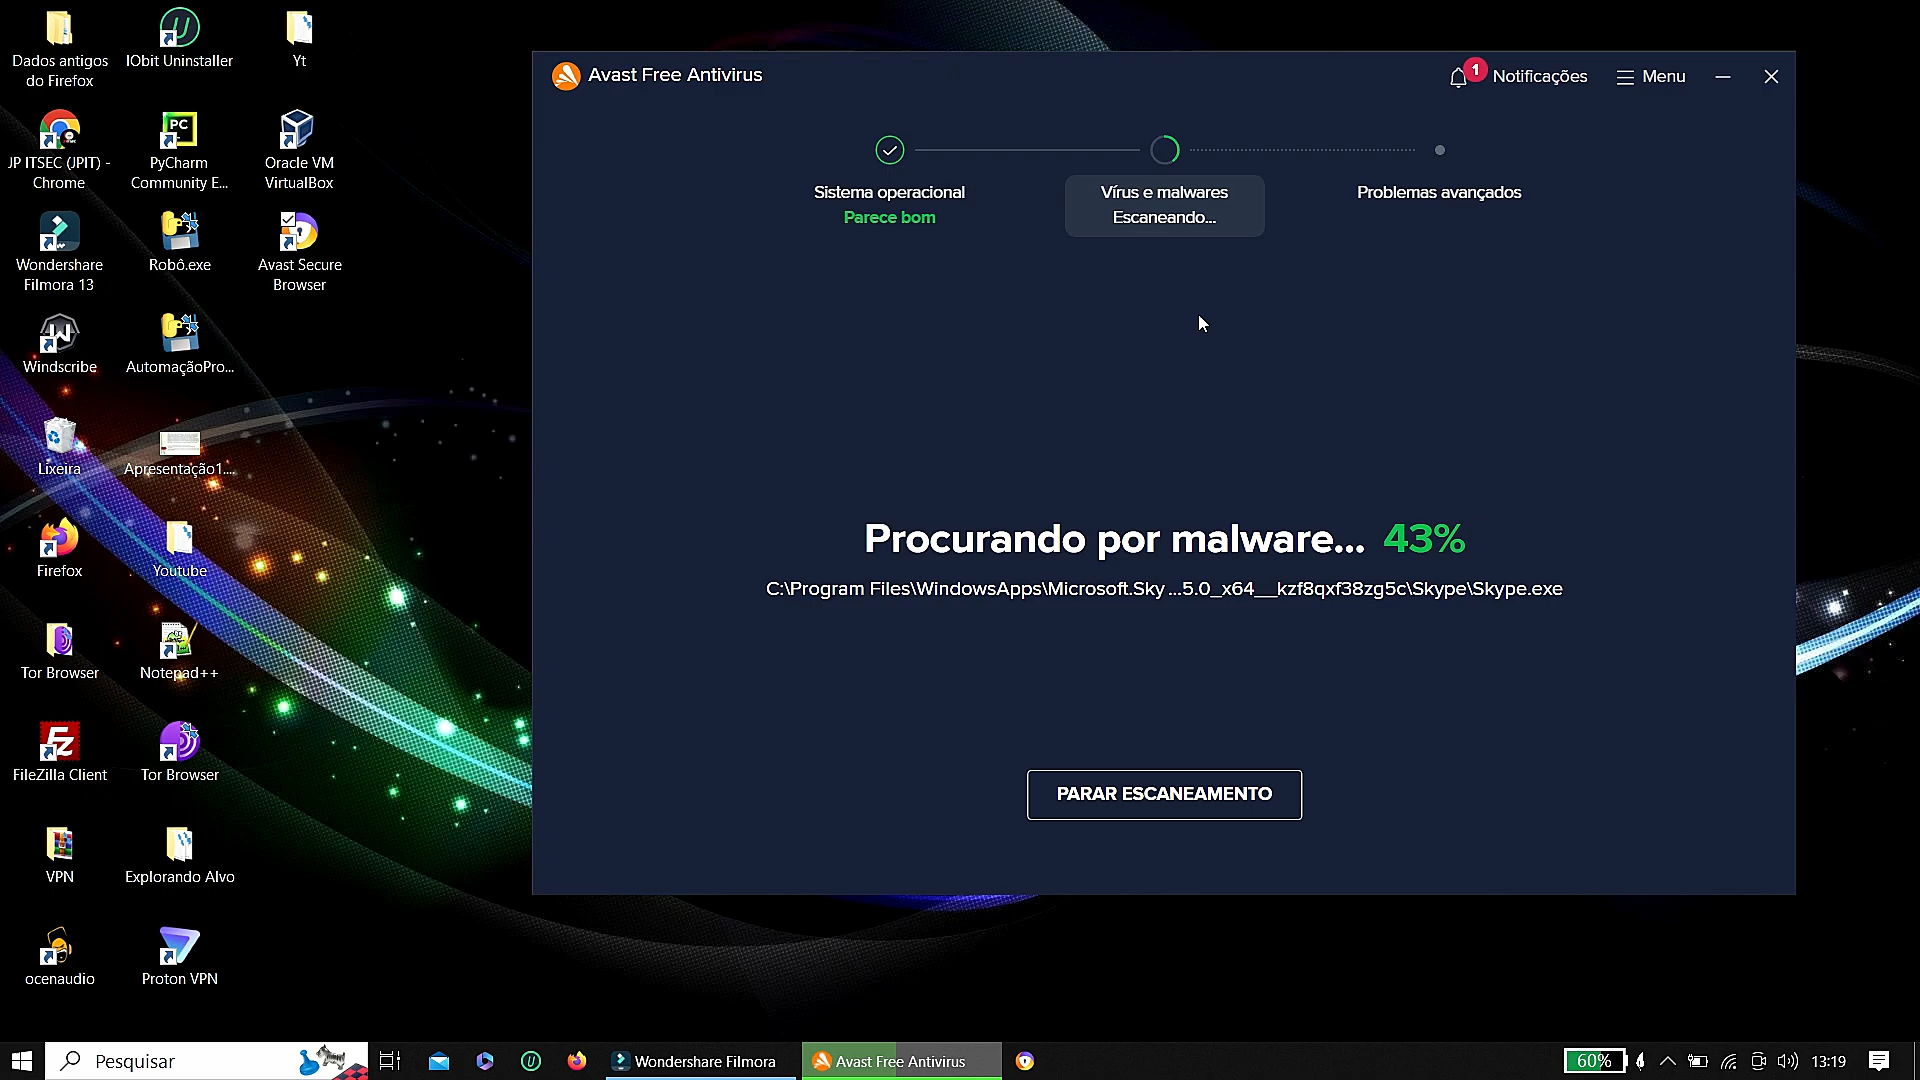 Dados antigos
do Firefox
IObit Uninstaller
Yt
JP ITSEC (JPIT) -
Chrome
PC
PyCharm
Community E...
Oracle VM
VirtualBox
Wondershare
Filmora 13
Robô.exe
Avast Secure
Browser
Windscribe
AutomaçãoPro...
Lixeira
Apresentação1....
Firefox
Youtube
Tor Browser
Notepad++
FileZilla Client
Tor Browser
VPN
Explorando Alvo
ocenaudio
Proton VPN
Avast Free Antivirus
1
Notificações
Menu
Sistema operacional
Parece bom
Vírus e malwares
Escaneando...
Problemas avançados
Procurando por malware... 43%
C:\Program Files\WindowsApps\Microsoft.Sky...5.0_x64__kzf8qxf38zg5c\Skype\Skype.exe
PARAR ESCANEAMENTO
Pesquisar
Wondershare Filmora
Avast Free Antivirus
60%
13:19